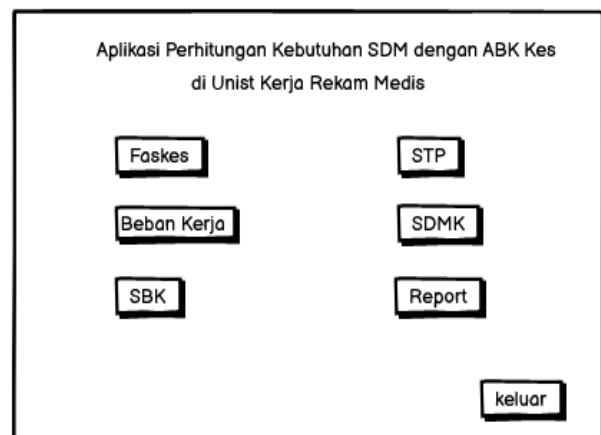 Aplikasi Perhitungan Kebutuhan SDM dengan ABK Kes
di Unist Kerja Rekam Medis
Faskes
STP
Beban Kerja
SDMK
SBK
Report
keluar